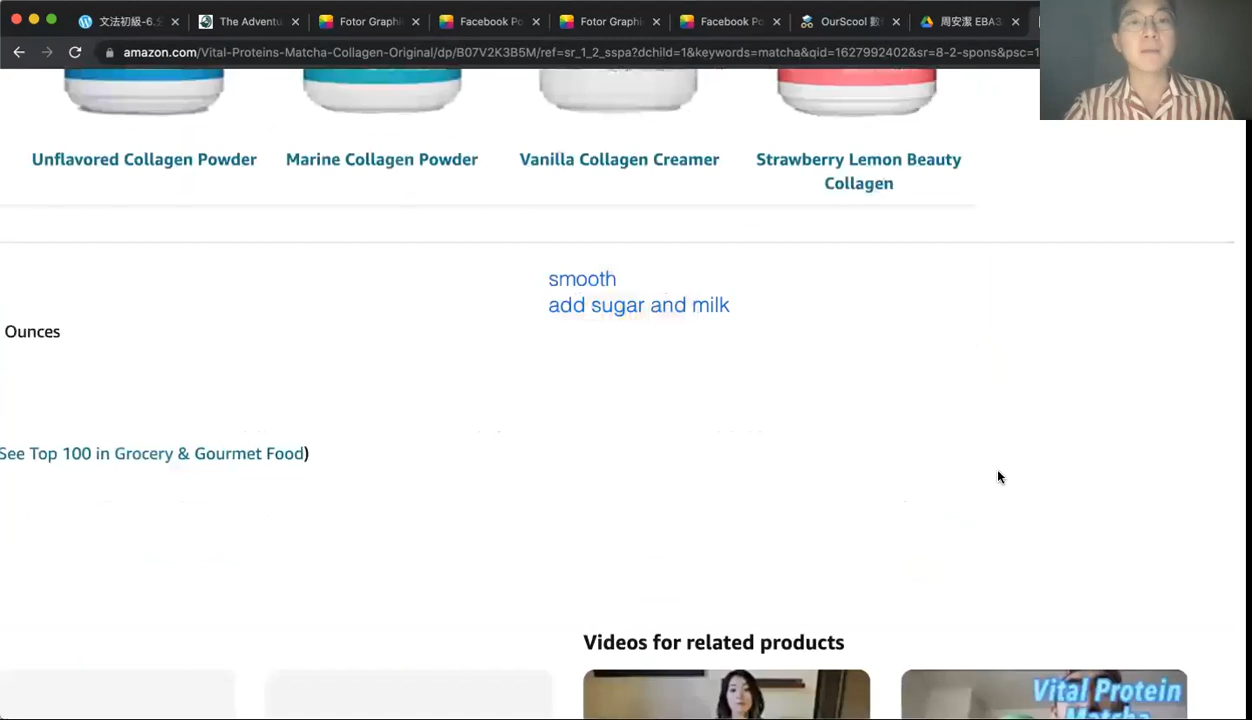 文法初級-6.
The Adventu
Fotor Graphi
Facebook Po
Fotor Graphi
Facebook Po
OurScool 數
周安潔 EBA3
amazon.com/Vital-Proteins-Matcha-Collagen-Original/dp/B07V2K3B5M/ref=sr_1_2_sspa?dchild=1&keywords=matcha&qid=1627992402&sr=8-2-spons&psc=1
Unflavored Collagen Powder
Marine Collagen Powder
Vanilla Collagen Creamer
Strawberry Lemon Beauty
Collagen
smooth
add sugar and milk
Ounces
See Top 100 in Grocery & Gourmet Food)
Videos for related products
Vital Protein
Matcha